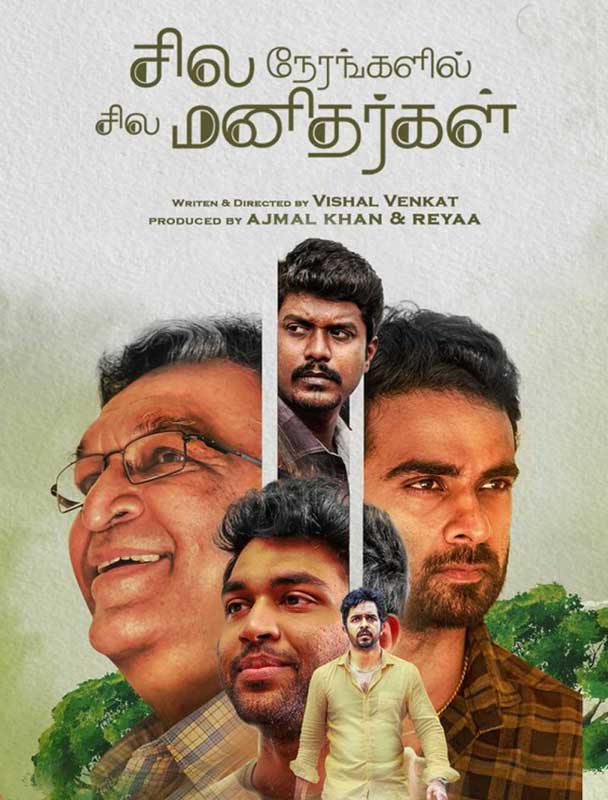 சில நேரங்களில்
சில மனிதர்கள்
WRITEN & DIRECTED BY VISHAL VENKAT
PRODUCED BY AJMAL KHAN & REYAA